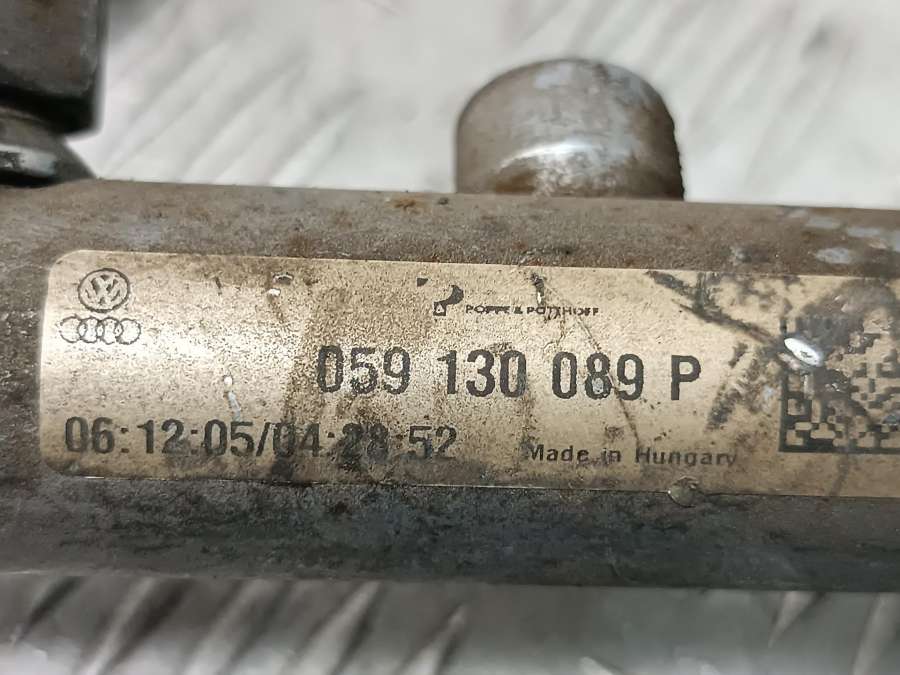 POPPE & POTTHOFF
059 130 089 P
06:12:05/04:28:52
Made in Hungary